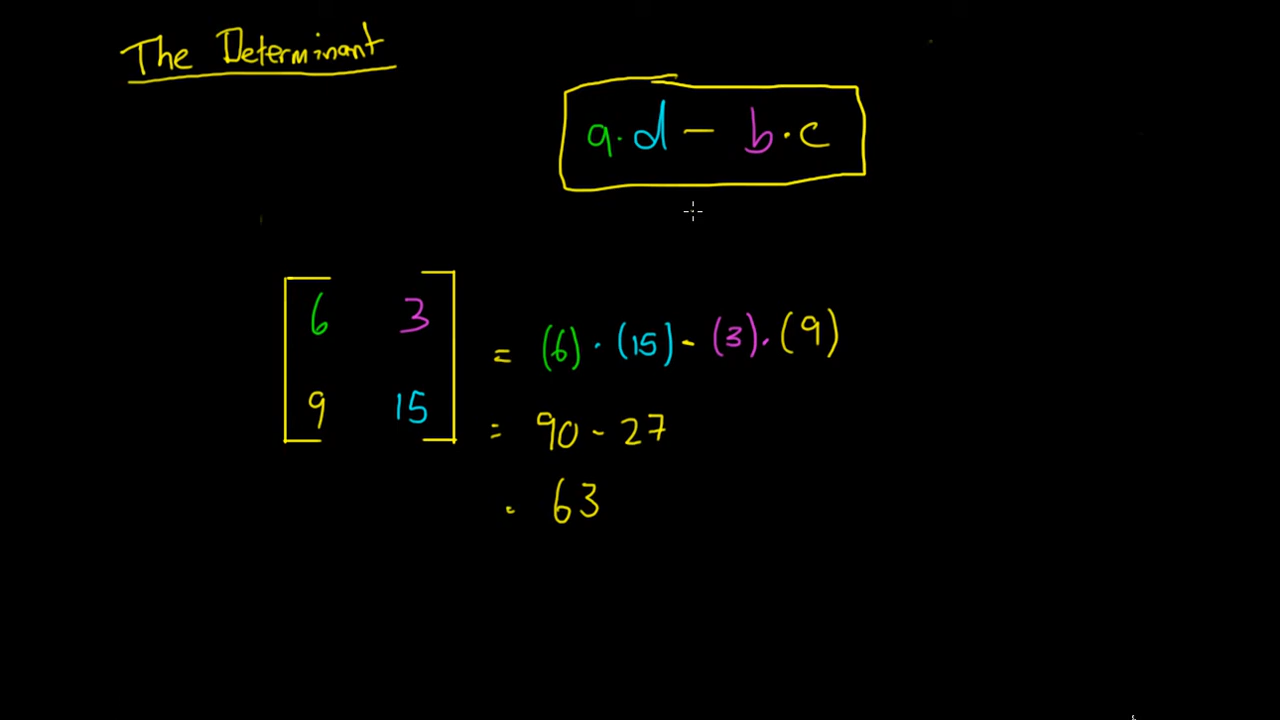 The Determinant
a·d - b·c
[6 3
9 15]
= (6)·(15) - (3)·(9)
= 90 - 27
. 63